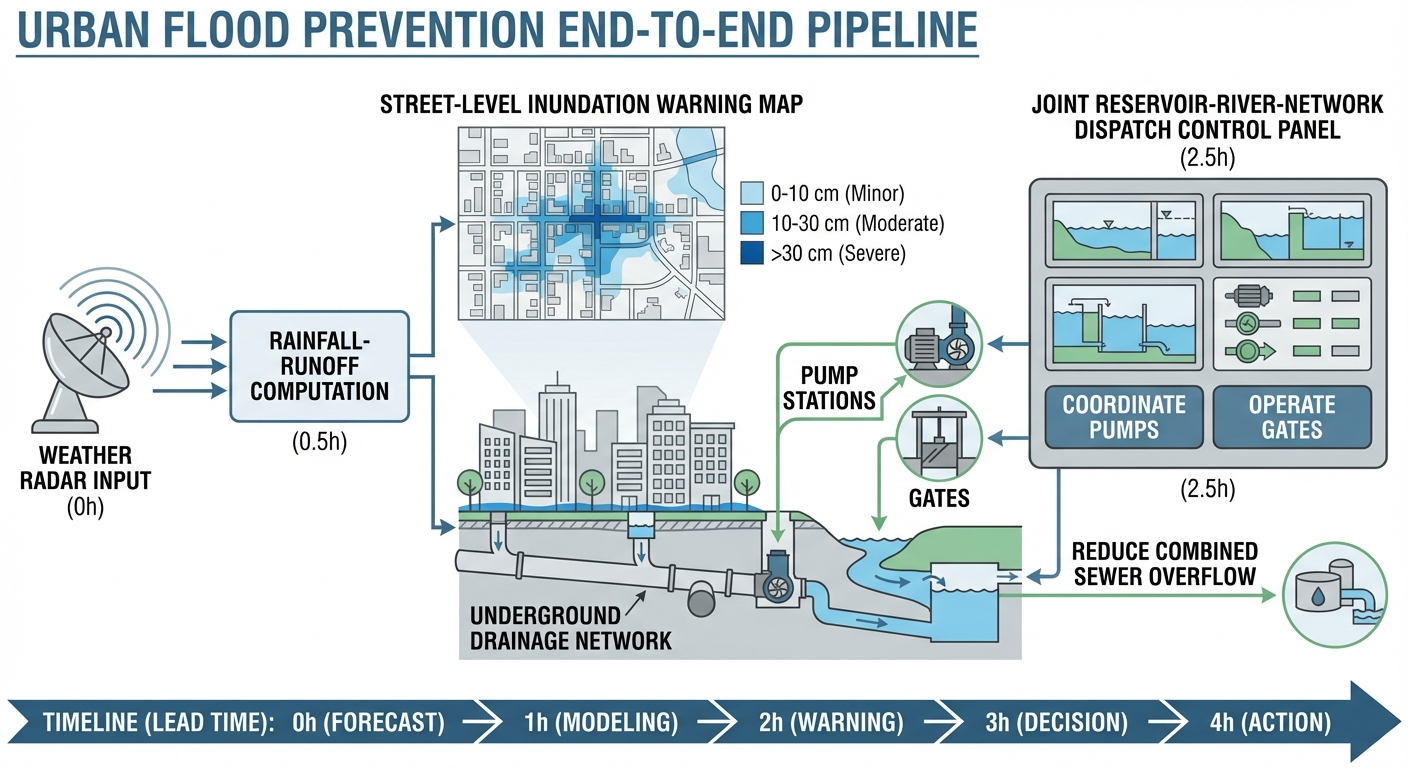 URBAN FLOOD PREVENTION END-TO-END PIPELINE
STREET-LEVEL INUNDATION WARNING MAP
0-10 cm (Minor)
10-30 cm (Moderate)
>30 cm (Severe)
JOINT RESERVOIR-RIVER-NETWORK
DISPATCH CONTROL PANEL
(2.5h)
COORDINATE
PUMPS
OPERATE
GATES
(2.5h)
WEATHER
RADAR INPUT
(0h)
RAINFALL-
RUNOFF
COMPUTATION
(0.5h)
PUMP
STATIONS
GATES
UNDERGROUND
DRAINAGE NETWORK
REDUCE COMBINED
SEWER OVERFLOW
TIMELINE (LEAD TIME): 0h (FORECAST) 1h (MODELING) 2h (WARNING) 3h (DECISION) 4h (ACTION)